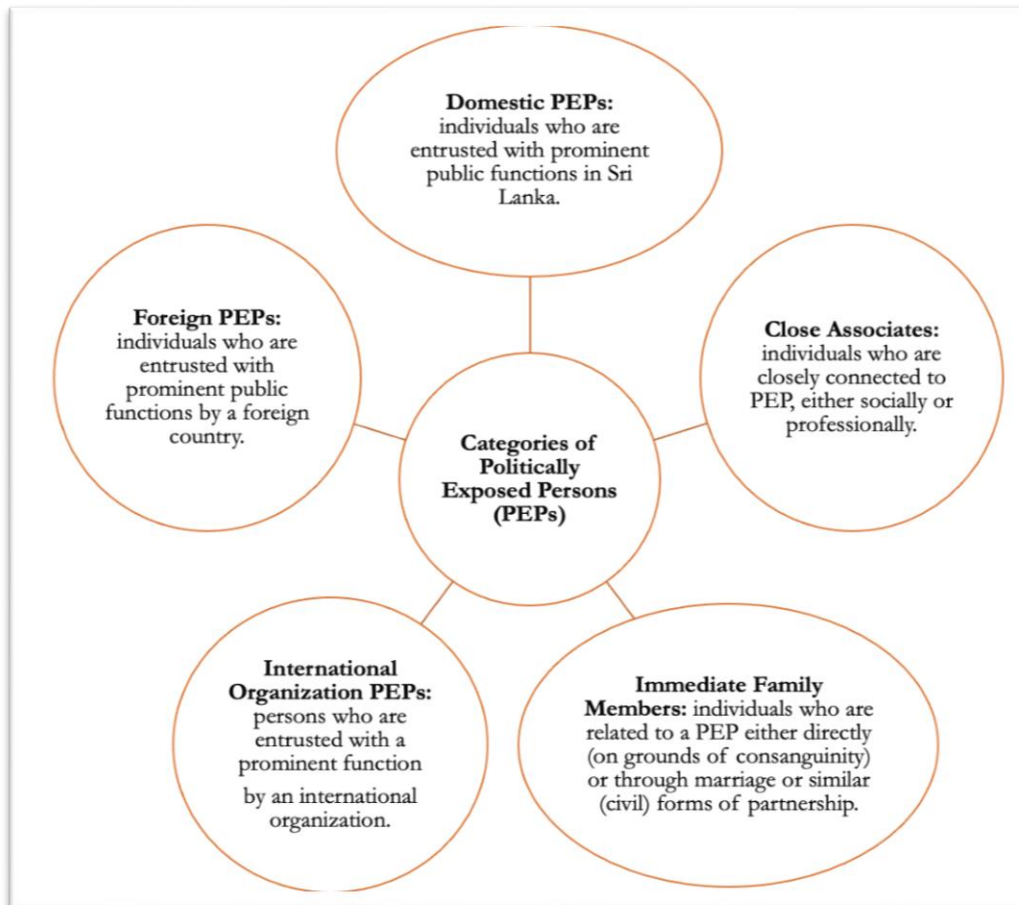 Domestic PEPs:
individuals who are
entrusted with prominent
public functions in Sri
Lanka.
Foreign PEPs:
individuals who are
entrusted with
prominent public
functions by a foreign
country.
Close Associates:
individuals who are
closely connected to
PEP, either socially or
professionally.
Categories of
Politically
Exposed Persons
(PEPs)
International
Organization PEPs:
persons who are
entrusted with a
prominent function
by an international
organization.
Immediate Family
Members: individuals who are
related to a PEP either directly
(on grounds of consanguinity)
or through marriage or similar
(civil) forms of partnership.